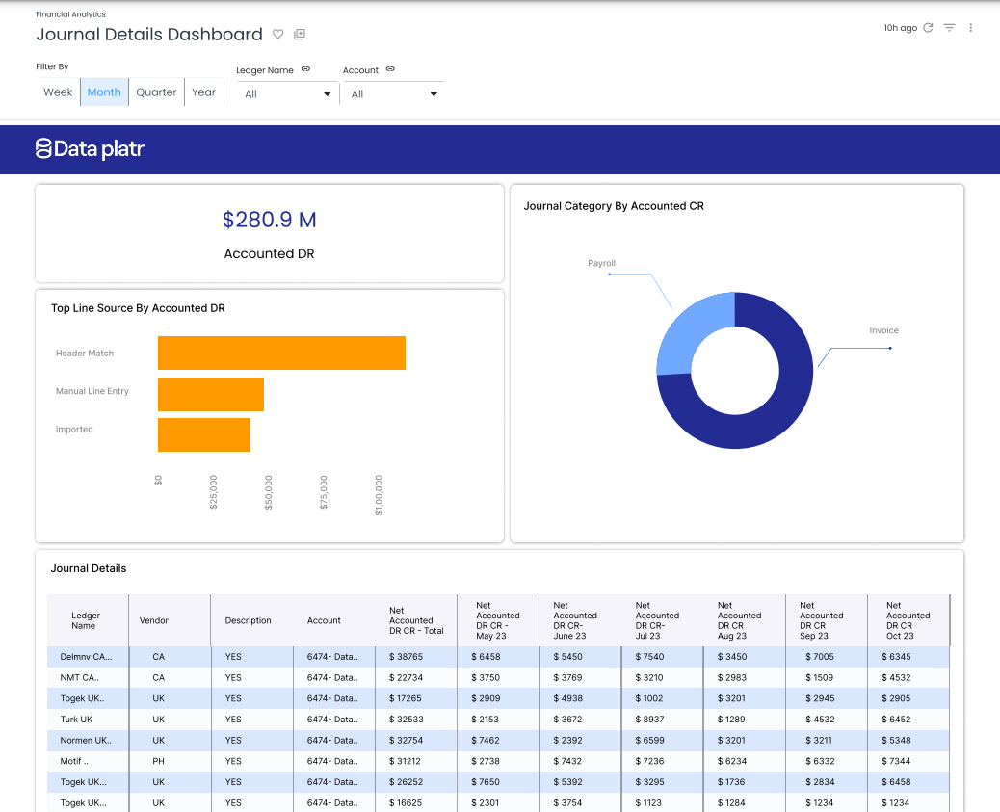 Financial Analytics
Journal Details Dashboard
10h ago
Filter By
Week Month Quarter Year
Ledger Name
All
Account
All
Data platr
$280.9 M
Accounted DR
Top Line Source By Accounted DR
Header Match
Manual Line Entry
Imported
$0 $25,000 $50,000 $75,000 $1,00,000
Journal Category By Accounted CR
Payroll
Invoice
Journal Details
Ledger Name Vendor Description Account Net Accounted DR CR - Total Net Accounted DR CR - May 23 Net Accounted DR CR- June 23 Net Accounted DR CR- Jul 23 Net Accounted DR CR Aug 23 Net Accounted DR CR Sep 23 Net Accounted DR CR Oct 23
Delmnv CA... CA YES 6474- Data.. $ 38765 $ 6458 $ 5450 $ 7540 $ 3450 $ 7005 $ 6345
NMT CA.. CA YES 6474- Data.. $ 22734 $ 3750 $ 3769 $ 3210 $ 2983 $ 1509 $ 4532
Togek UK.. UK YES 6474- Data.. $ 17265 $ 2909 $ 4938 $ 1002 $ 3201 $ 2945 $ 2905
Turk UK UK YES 6474- Data.. $ 32533 $ 2153 $ 3672 $ 8937 $ 1289 $ 4532 $ 6452
Normen UK.. UK YES 6474- Data.. $ 32754 $ 7462 $ 2392 $ 6599 $ 3201 $ 3211 $ 5348
Motif .. PH YES 6474- Data.. $ 31212 $ 2738 $ 7432 $ 7236 $ 6234 $ 6332 $ 7344
Togek UK... UK YES 6474- Data.. $ 26252 $ 7650 $ 5392 $ 3295 $ 1736 $ 2834 $ 6458
Togek UK... UK YES 6474- Data.. $ 16625 $ 2301 $ 3754 $ 1123 $ 1284 $ 1234 $ 1234